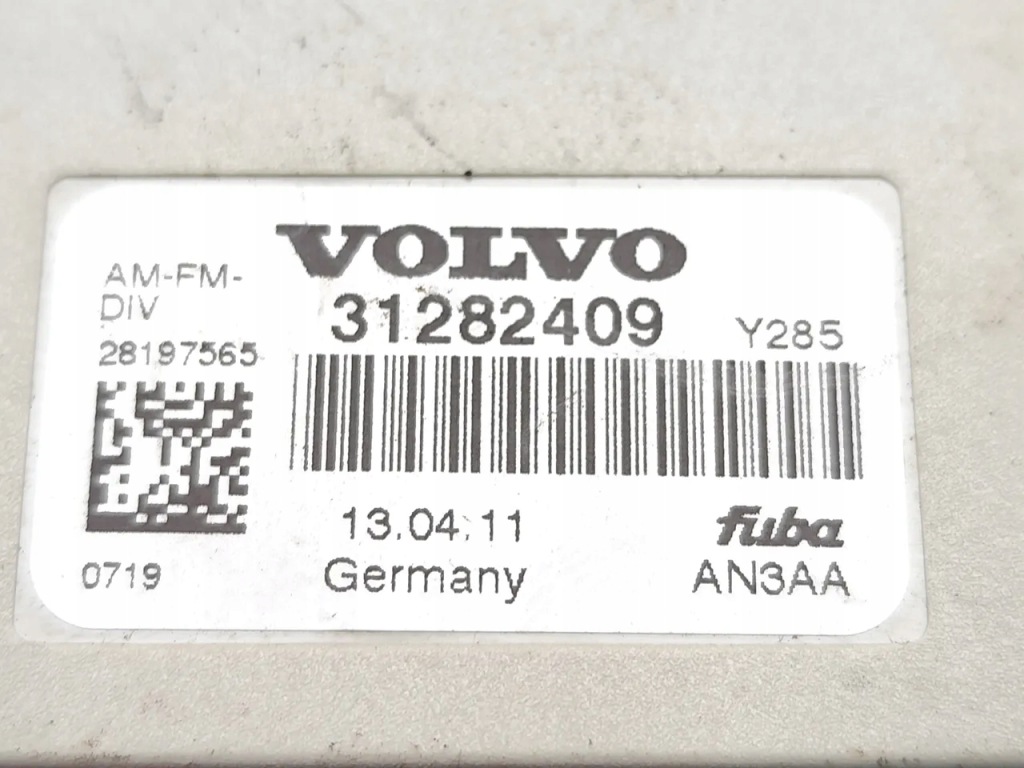 VOLVO
AM-FM-
DIV
31282409
Y285
28197565
13.04.11
fuba
0719
Germany
AN3AA